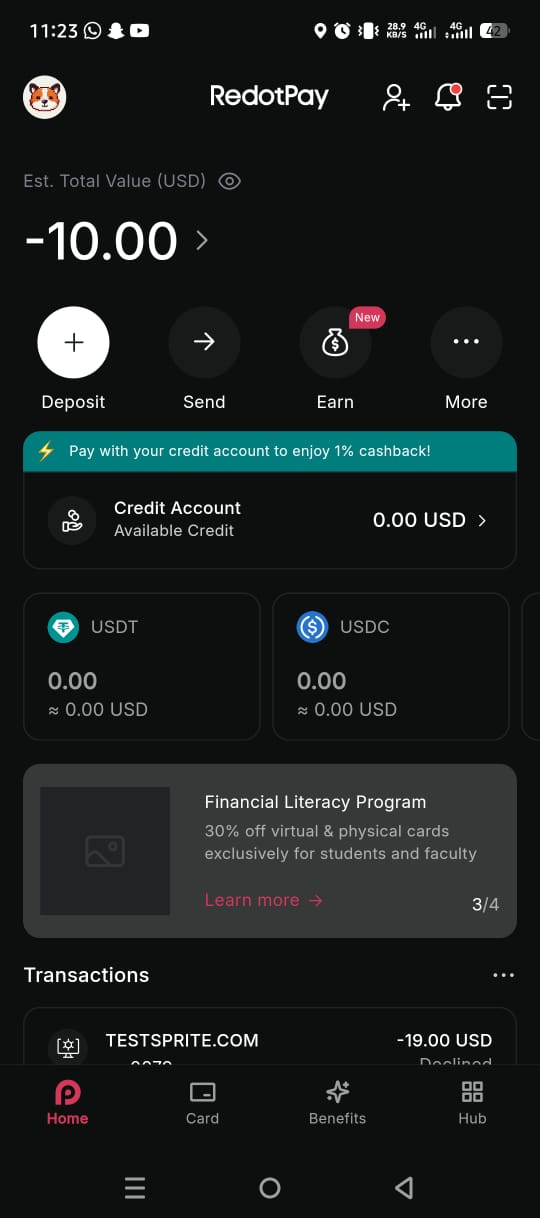 11:23
28.9 KB/S 4G 4G 42
RedotPay
Est. Total Value (USD)
-10.00
New
Deposit
Send
Earn
More
Pay with your credit account to enjoy 1% cashback!
Credit Account
Available Credit
0.00 USD
USDT
0.00
≈ 0.00 USD
USDC
0.00
≈ 0.00 USD
Financial Literacy Program
30% off virtual & physical cards
exclusively for students and faculty
Learn more →
3/4
Transactions
TESTSPRITE.COM
-19.00 USD
Declined
Home
Card
Benefits
Hub